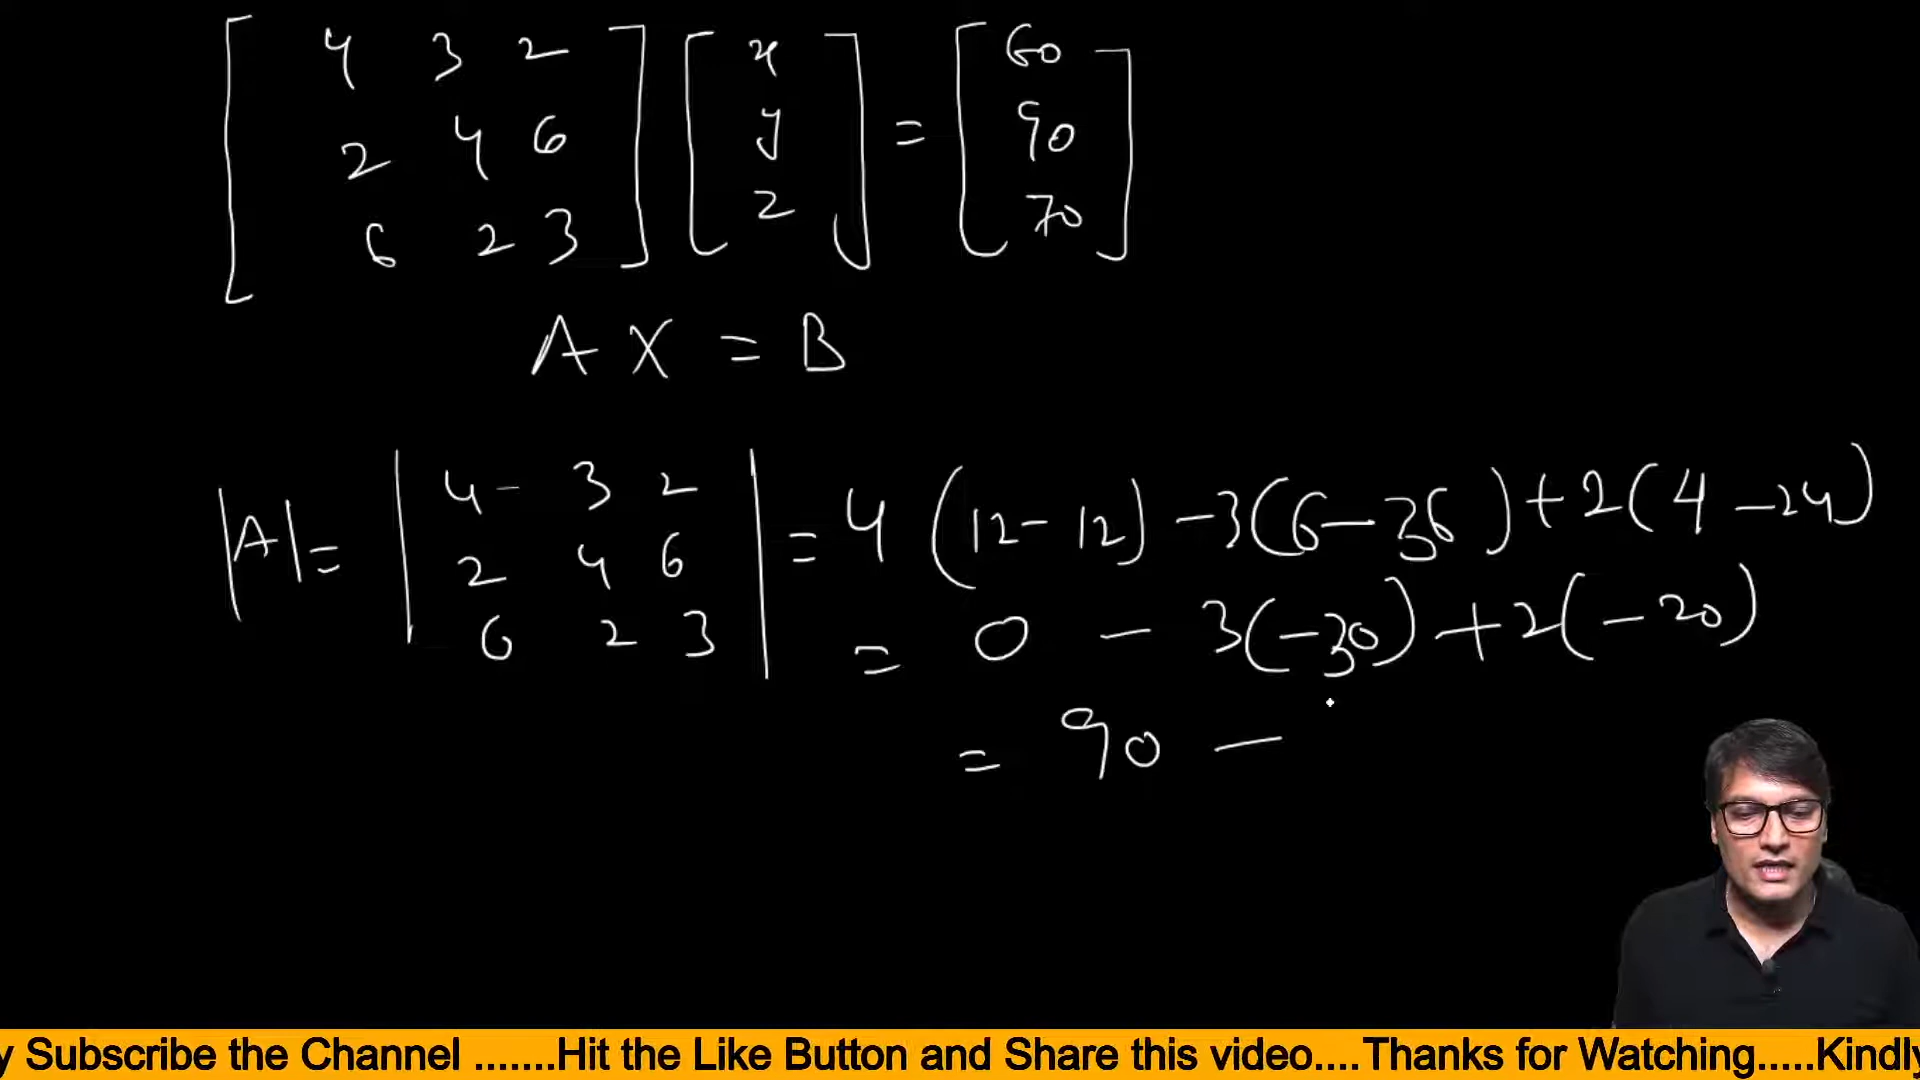 [ 4 3 2 ] [ x ] = [ 60 ]
[ 2 4 6 ] [ y ] = [ 90 ]
[ 6 2 3 ] [ z ] = [ 70 ]
A X = B
|A| = | 4 - 3 2 | = 4 (12 - 12) - 3(6 - 36) + 2(4 - 24)
| 2 4 6 |
| 6 2 3 | = 0 - 3(-30) + 2(-20)
= 90 -
y Subscribe the Channel .......Hit the Like Button and Share this video....Thanks for Watching.....Kindly